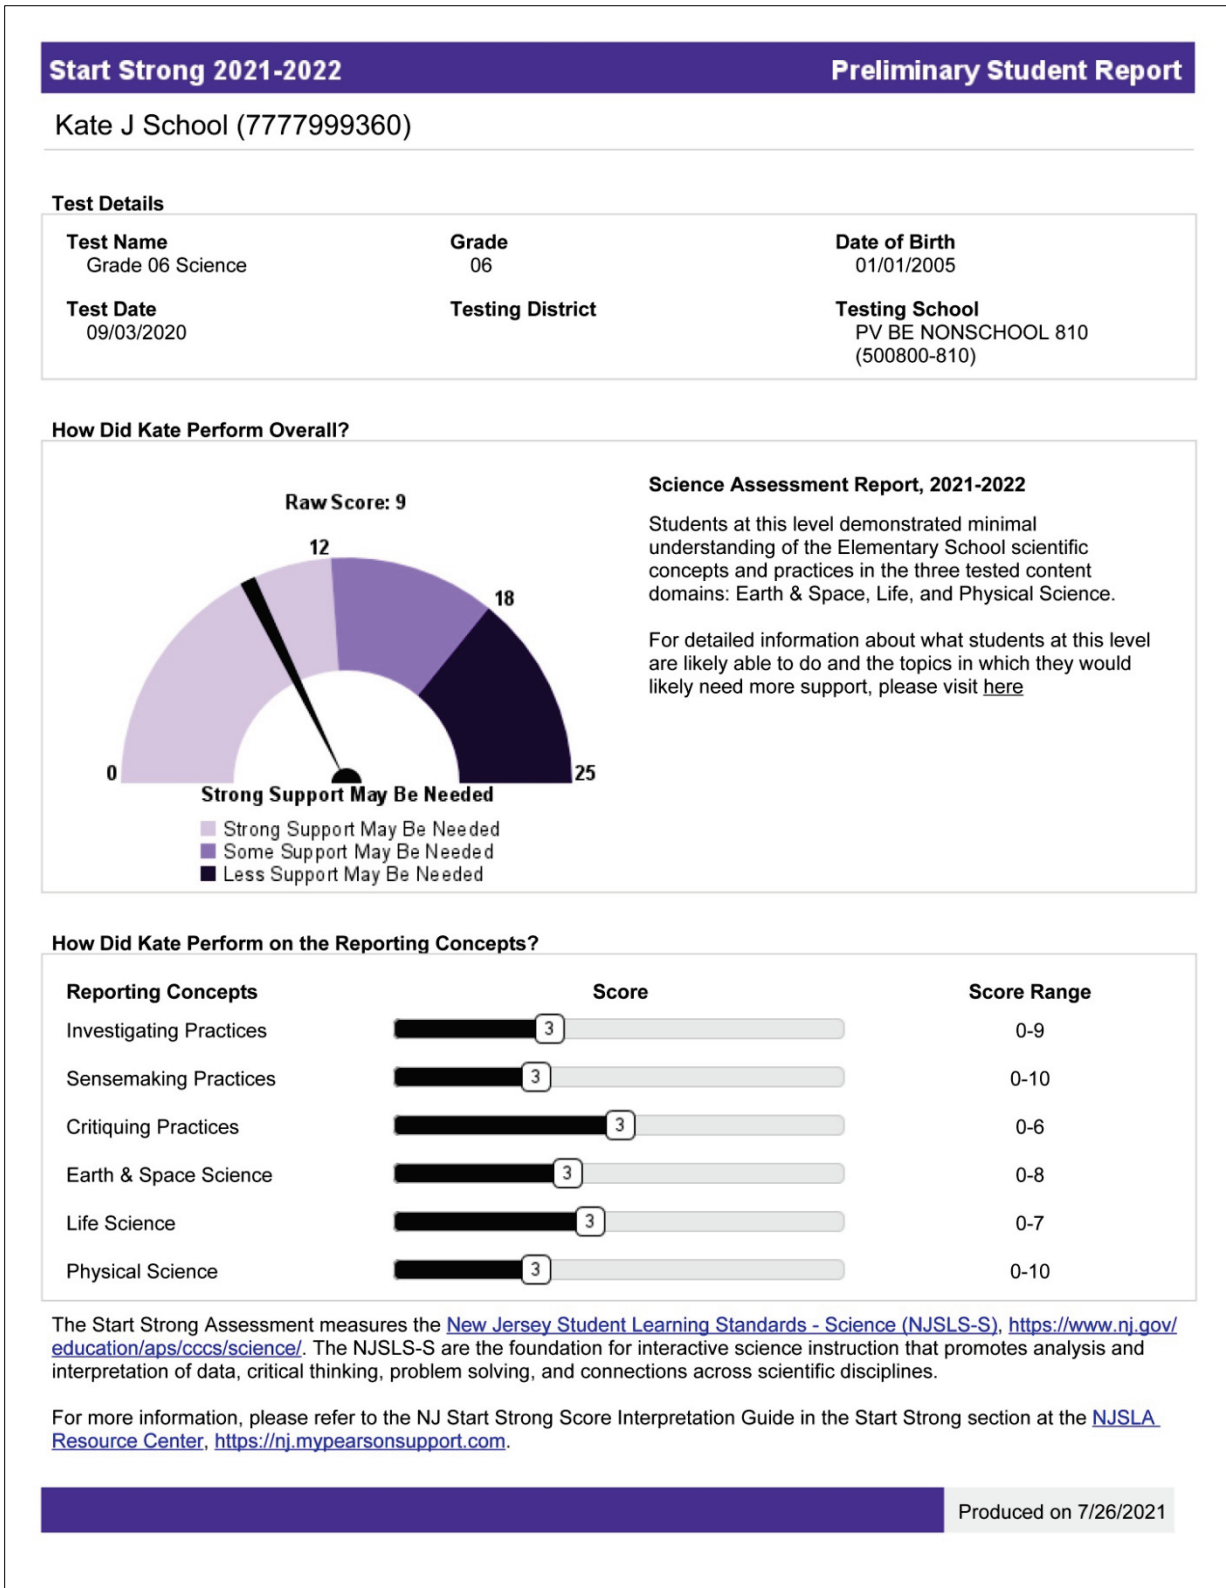 Start Strong 2021-2022
Preliminary Student Report
Kate J School (7777999360)
Test Details
Test Name
Grade 06 Science
Grade
06
Date of Birth
01/01/2005
Test Date
09/03/2020
Testing District
Testing School
PV BE NONSCHOOL 810
(500800-810)
How Did Kate Perform Overall?
Raw Score: 9
0
12
18
25
Strong Support May Be Needed
Strong Support May Be Needed
Some Support May Be Needed
Less Support May Be Needed
Science Assessment Report, 2021-2022
Students at this level demonstrated minimal
understanding of the Elementary School scientific
concepts and practices in the three tested content
domains: Earth & Space, Life, and Physical Science.
For detailed information about what students at this level
are likely able to do and the topics in which they would
likely need more support, please visit here
How Did Kate Perform on the Reporting Concepts?
Reporting Concepts Score Score Range
Investigating Practices 3 0-9
Sensemaking Practices 3 0-10
Critiquing Practices 3 0-6
Earth & Space Science 3 0-8
Life Science 3 0-7
Physical Science 3 0-10
The Start Strong Assessment measures the New Jersey Student Learning Standards - Science (NJSLS-S), https://www.nj.gov/
education/aps/cccs/science/. The NJSLS-S are the foundation for interactive science instruction that promotes analysis and
interpretation of data, critical thinking, problem solving, and connections across scientific disciplines.
For more information, please refer to the NJ Start Strong Score Interpretation Guide in the Start Strong section at the NJSLA
Resource Center, https://nj.mypearsonsupport.com.
Produced on 7/26/2021